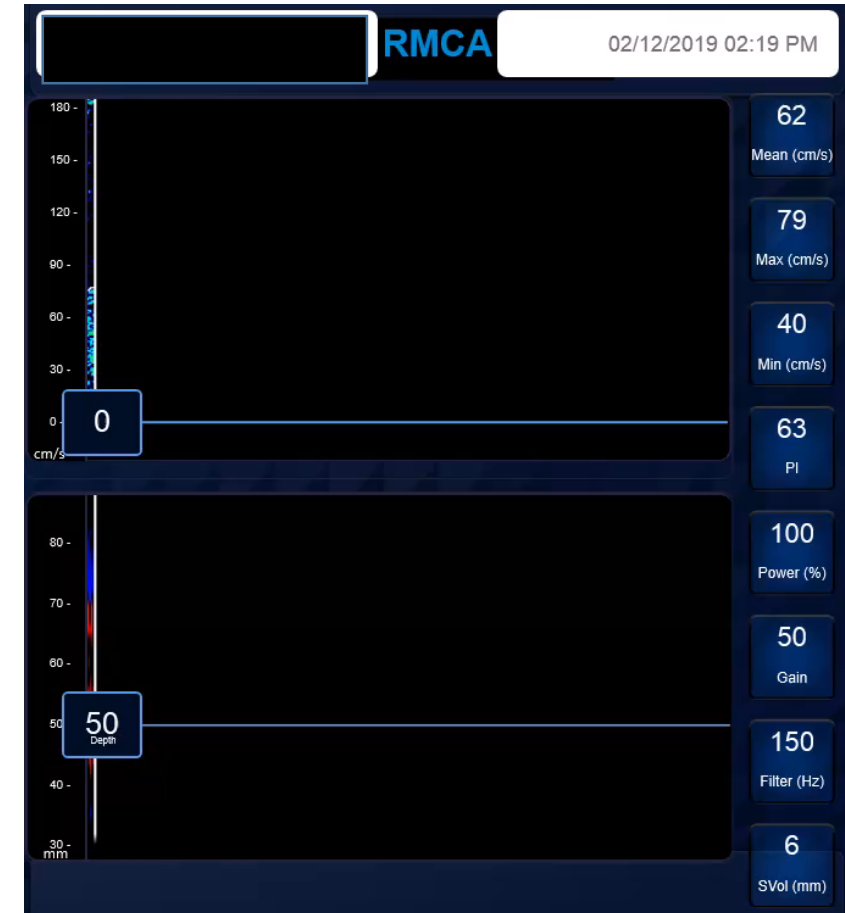 RMCA
02/12/2019 02:19 PM
180 -
150 -
120 -
90 -
60 -
30 -
0 -
cm/s
0
62
Mean (cm/s)
79
Max (cm/s)
40
Min (cm/s)
63
PI
80 -
70 -
60 -
50
40 -
30 -
mm
50
Depth
100
Power (%)
50
Gain
150
Filter (Hz)
6
SVol (mm)